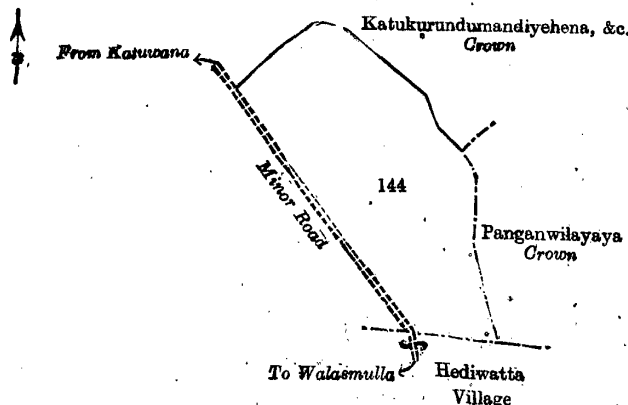 Katukurundumandiyehena, &c.
Crown
From Katuwana
Minor Road
144
Panganwilayaya
Crown
To Walasmulla
Hediwatta
Village